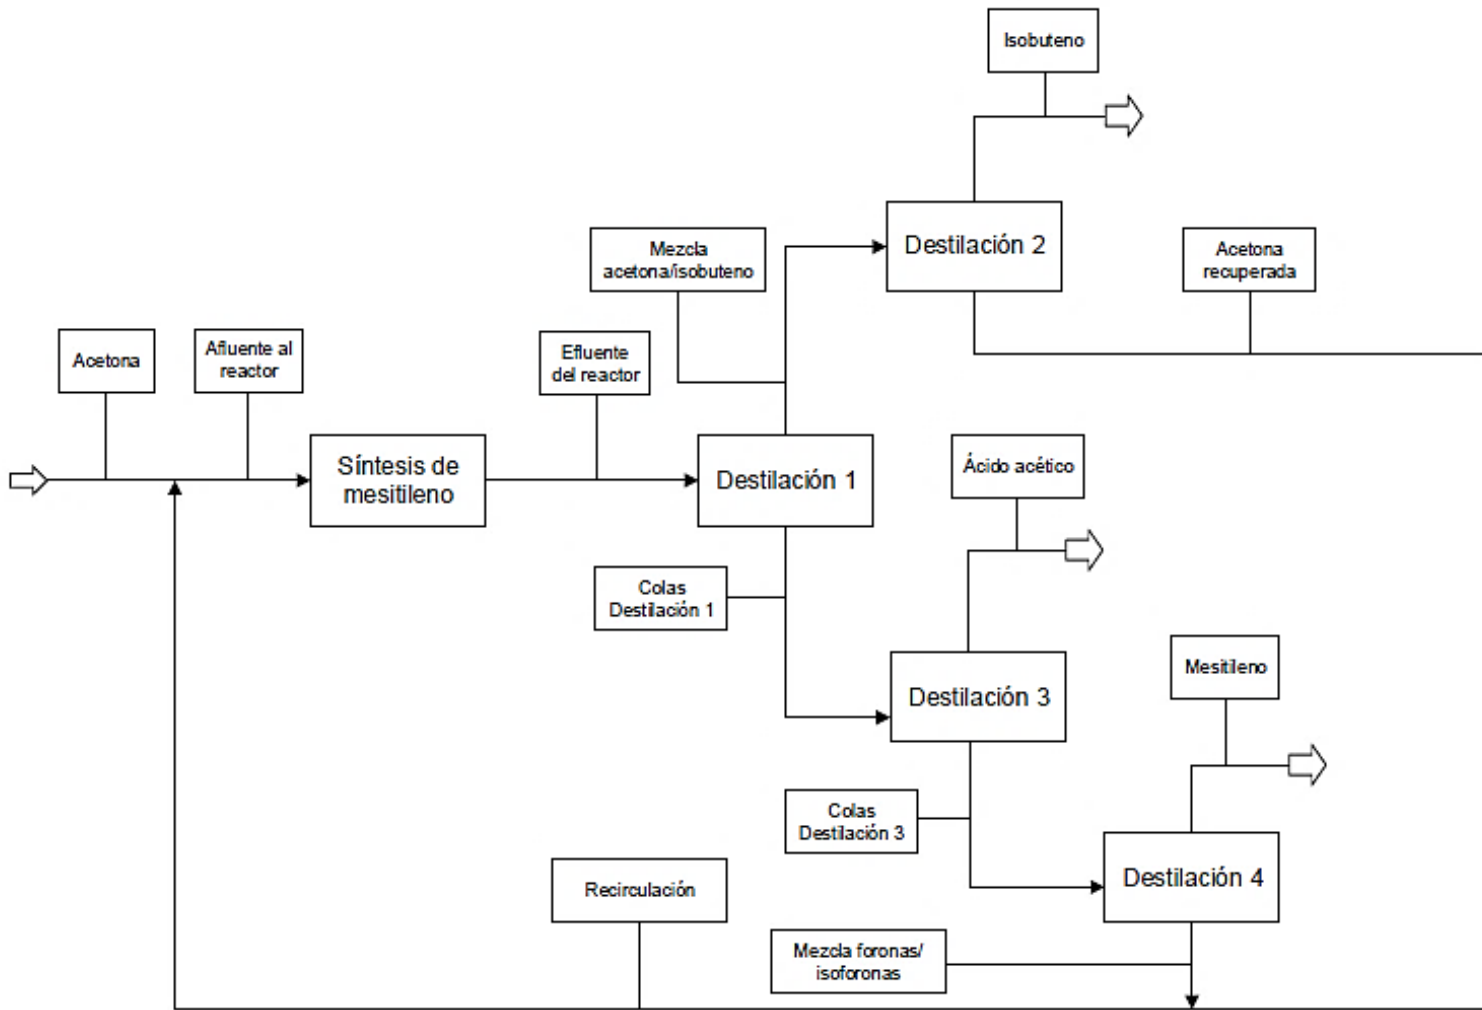 Isobuteno
Destilación 2
Mezcla
acetona/isobuteno
Acetona
recuperada
Acetona
Afluente al
reactor
Efluente
del reactor
Síntesis de
mesitileno
Destilación 1
Ácido acético
Colas
Destilación 1
Destilación 3
Mesitileno
Colas
Destilación 3
Destilación 4
Recirculación
Mezcla foronas/
isoforonas